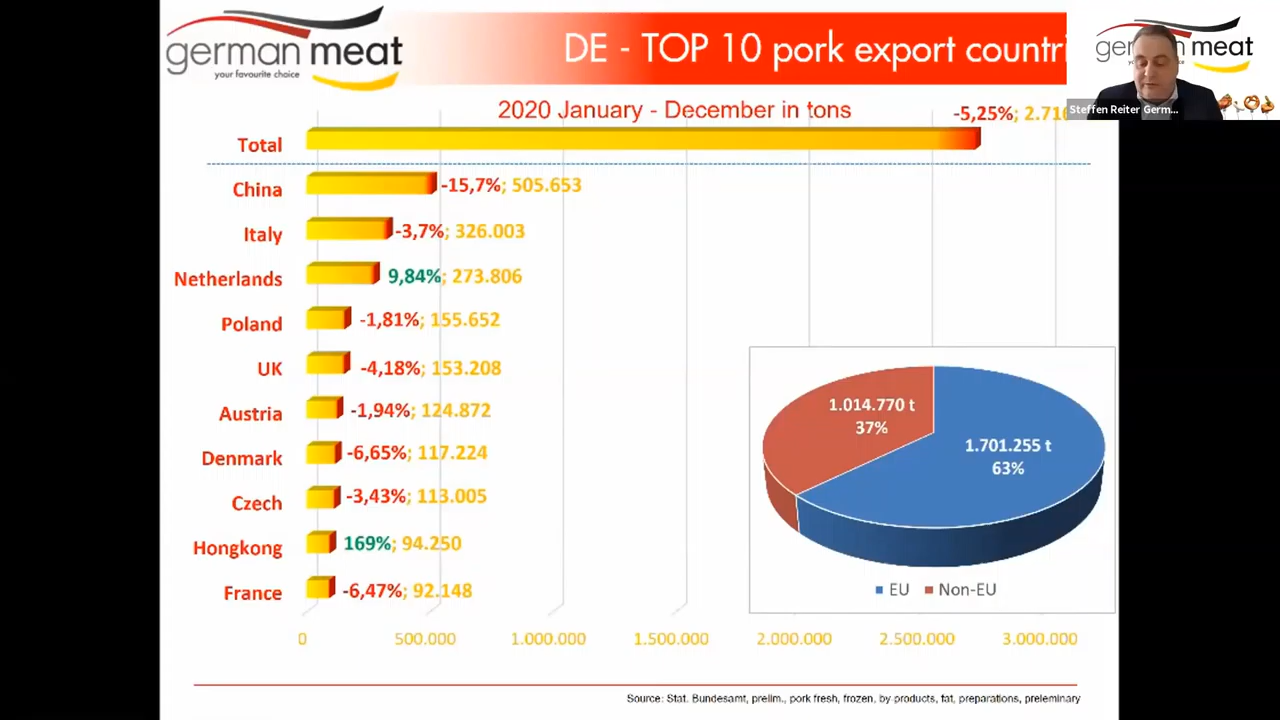 german meat
your favourite choice
DE - TOP 10 pork export countri
german meat
Steffen Reiter Germ...
2020 January - December in tons
-5,25%; 2.716
Total
China -15,7%; 505.653
Italy -3,7%; 326.003
Netherlands 9,84%; 273.806
Poland -1,81%; 155.652
UK -4,18%; 153.208
Austria -1,94%; 124.872
Denmark -6,65%; 117.224
Czech -3,43%; 113.005
Hongkong 169%; 94.250
France -6,47%; 92.148
1.014.770 t
37%
1.701.255 t
63%
EU Non-EU
0 500.000 1.000.000 1.500.000 2.000.000 2.500.000 3.000.000
Source: Stat. Bundesamt, prelim., pork fresh, frozen, by products, fat, preparations, preleminary